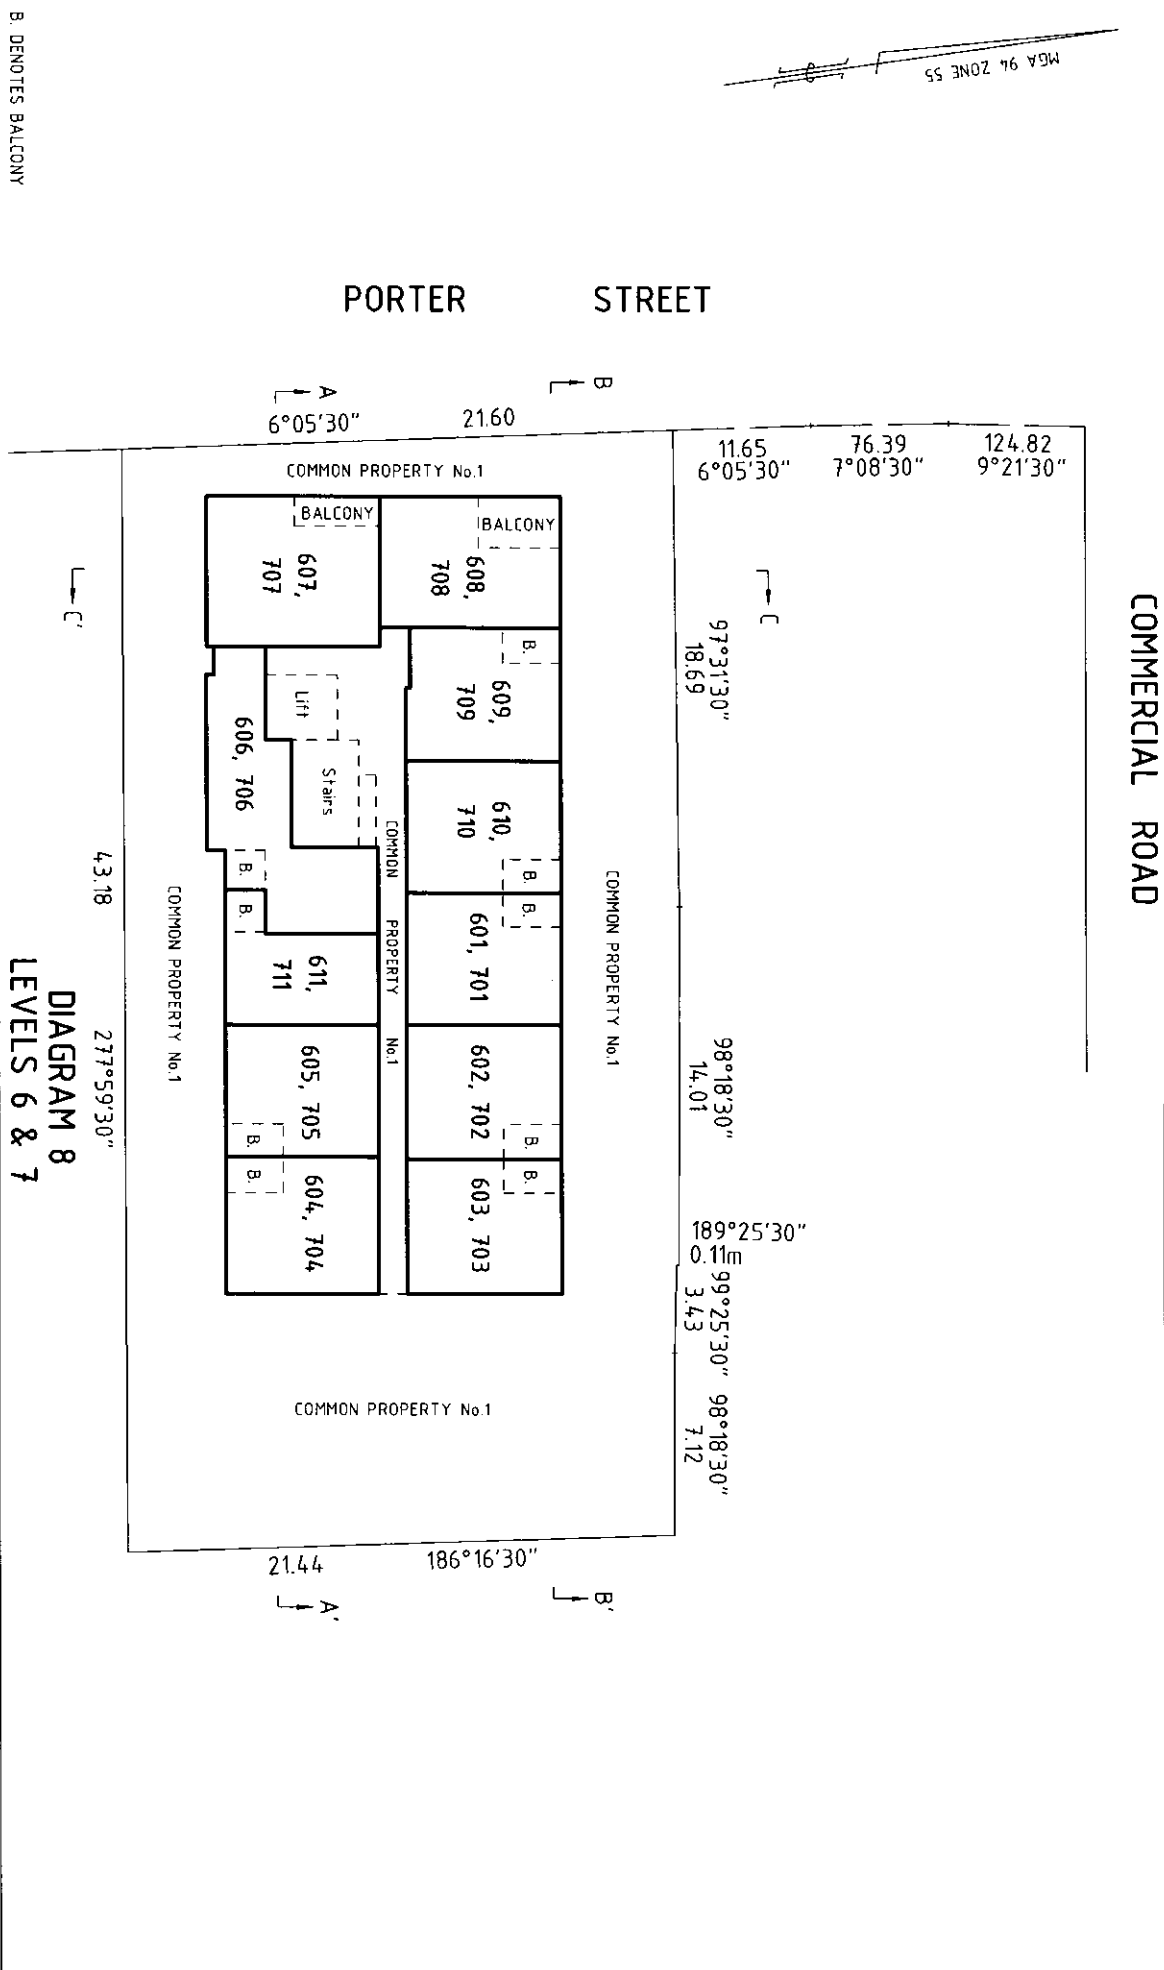 MGA 94 ZONE 55
B. DENOTES BALCONY
PORTER STREET
COMMERCIAL ROAD
A
B
6°05'30"
21.60
11.65
6°05'30"
76.39
7°08'30"
124.82
9°21'30"
COMMON PROPERTY No.1
BALCONY
BALCONY
607,
707
608,
708
C'
C
97°31'30"
18.69
B.
609,
709
Lift
606, 706
Stairs
610,
710
B.
B.
B.
B.
COMMON PROPERTY No.1
601, 701
COMMON PROPERTY No.1
COMMON PROPERTY No.1
611,
711
43.18 277°59'30"
98°18'30"
14.01
605, 705
602, 702
B.
B.
B.
B.
604, 704
603, 703
189°25'30"
0.11m
99°25'30"
3.43
98°18'30"
7.12
COMMON PROPERTY No.1
21.44
186°16'30"
A'
B'
DIAGRAM 8
LEVELS 6 & 7